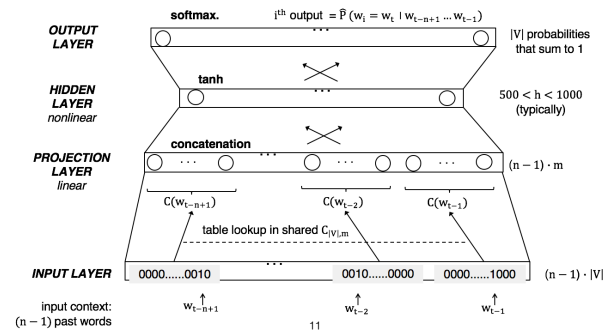 softmax. iᵗʰ output = P̂ (wᵢ = wₜ | wₜ₋ₙ₊₁ ... wₜ₋₁)
OUTPUT
LAYER
...
|V| probabilities
that sum to 1
tanh
HIDDEN
LAYER
nonlinear
...
500 < h < 1000
(typically)
concatenation
PROJECTION
LAYER
linear
... ... ... ...
(n − 1) · m
C(wₜ₋ₙ₊₁) C(wₜ₋₂) C(wₜ₋₁)
table lookup in shared C|V|,m
...
INPUT LAYER 0000......0010 0010......0000 0000......1000 (n − 1) · |V|
input context:
(n − 1) past words
wₜ₋ₙ₊₁ wₜ₋₂ wₜ₋₁
11